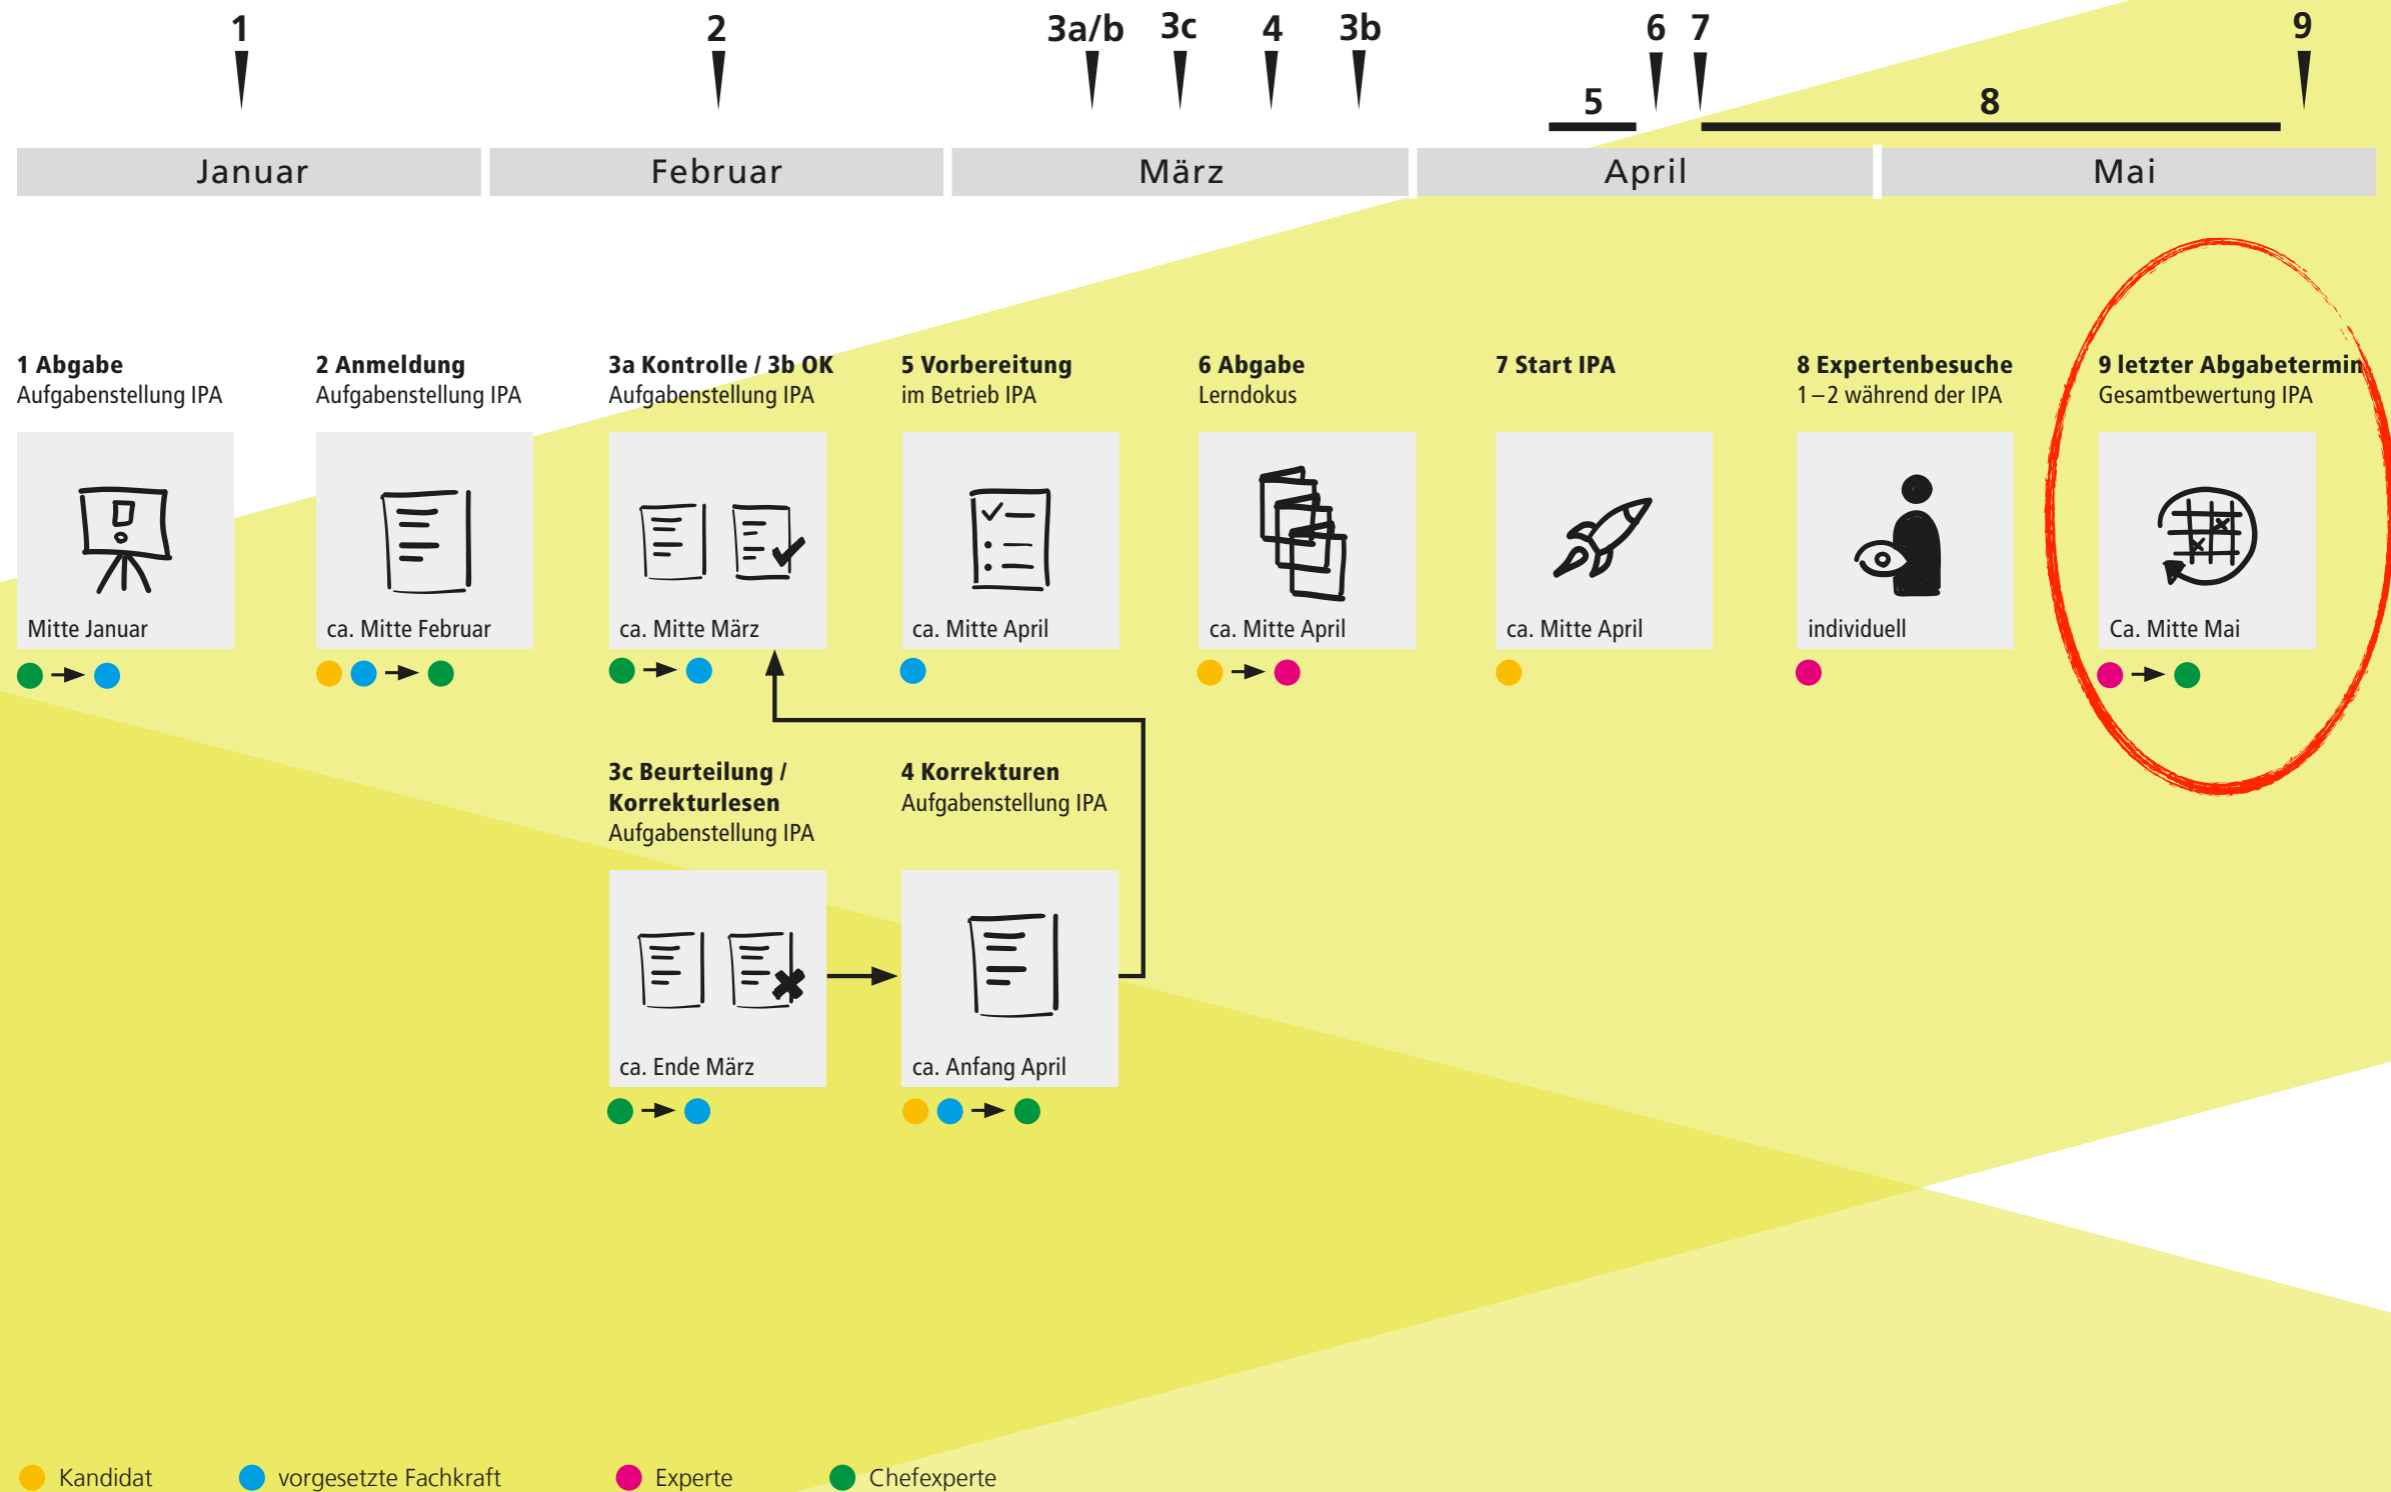 1
2
3a/b
3c
4
3b
6
7
9
5
8
Januar
Februar
März
April
Mai
1 Abgabe
Aufgabenstellung IPA
Mitte Januar
2 Anmeldung
Aufgabenstellung IPA
ca. Mitte Februar
3a Kontrolle / 3b OK
Aufgabenstellung IPA
ca. Mitte März
5 Vorbereitung
im Betrieb IPA
ca. Mitte April
6 Abgabe
Lerndokus
ca. Mitte April
7 Start IPA
ca. Mitte April
8 Expertenbesuche
1–2 während der IPA
individuell
9 letzter Abgabetermin
Gesamtbewertung IPA
Ca. Mitte Mai
3c Beurteilung /
Korrekturlesen
Aufgabenstellung IPA
ca. Ende März
4 Korrekturen
Aufgabenstellung IPA
ca. Anfang April
Kandidat
vorgesetzte Fachkraft
Experte
Chefexperte